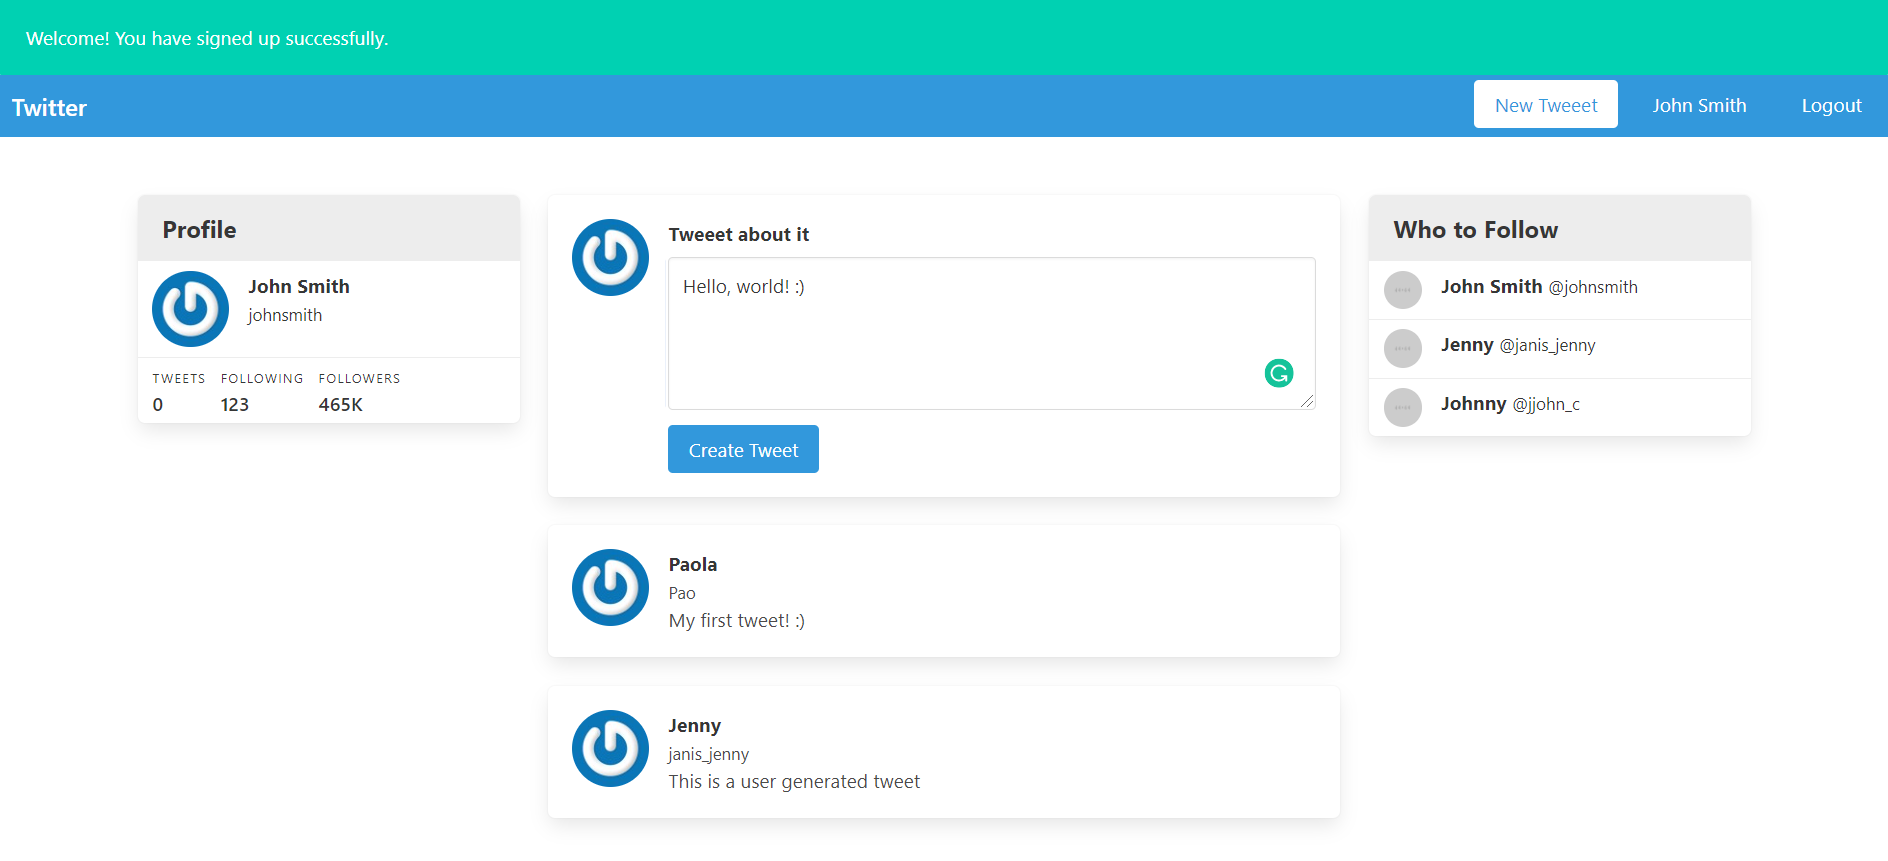 Welcome! You have signed up successfully.
Twitter
New Tweeet
John Smith
Logout
Profile
John Smith
johnsmith
TWEETS FOLLOWING FOLLOWERS
0 123 465K
Tweeet about it
Hello, world! :)
Create Tweet
Paola
Pao
My first tweet! :)
Jenny
janis_jenny
This is a user generated tweet
Who to Follow
John Smith @johnsmith
Jenny @janis_jenny
Johnny @jjohn_c